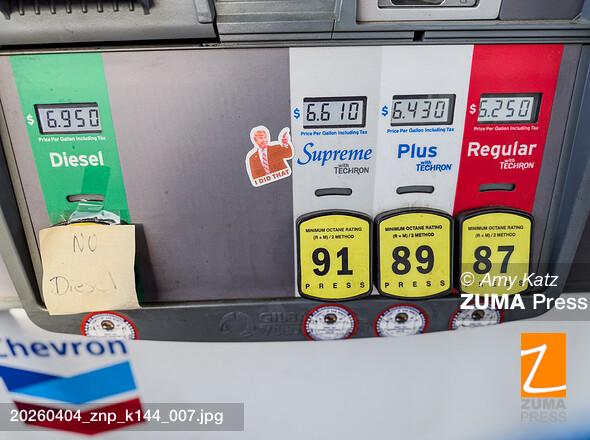 $ 6.950
Price Per Gallon Including Tax
Diesel
NO
Diesel
I DID THAT
$ 6.610
Price Per Gallon Including Tax
Supreme
with
TECHRON
$ 6.430
Price Per Gallon Including Tax
Plus
with
TECHRON
$ 6.250
Price Per Gallon Including Tax
Regular
with
TECHRON
MINIMUM OCTANE RATING
(R + M) / 2 METHOD
91
PRESS
MINIMUM OCTANE RATING
(R + M) / 2 METHOD
89
PRESS
MINIMUM OCTANE RATING
(R + M) / 2 METHOD
87
© Amy Katz
ZUMA Press
Chevron
Z
ZUMA
PRESS
20260404_znp_k144_007.jpg